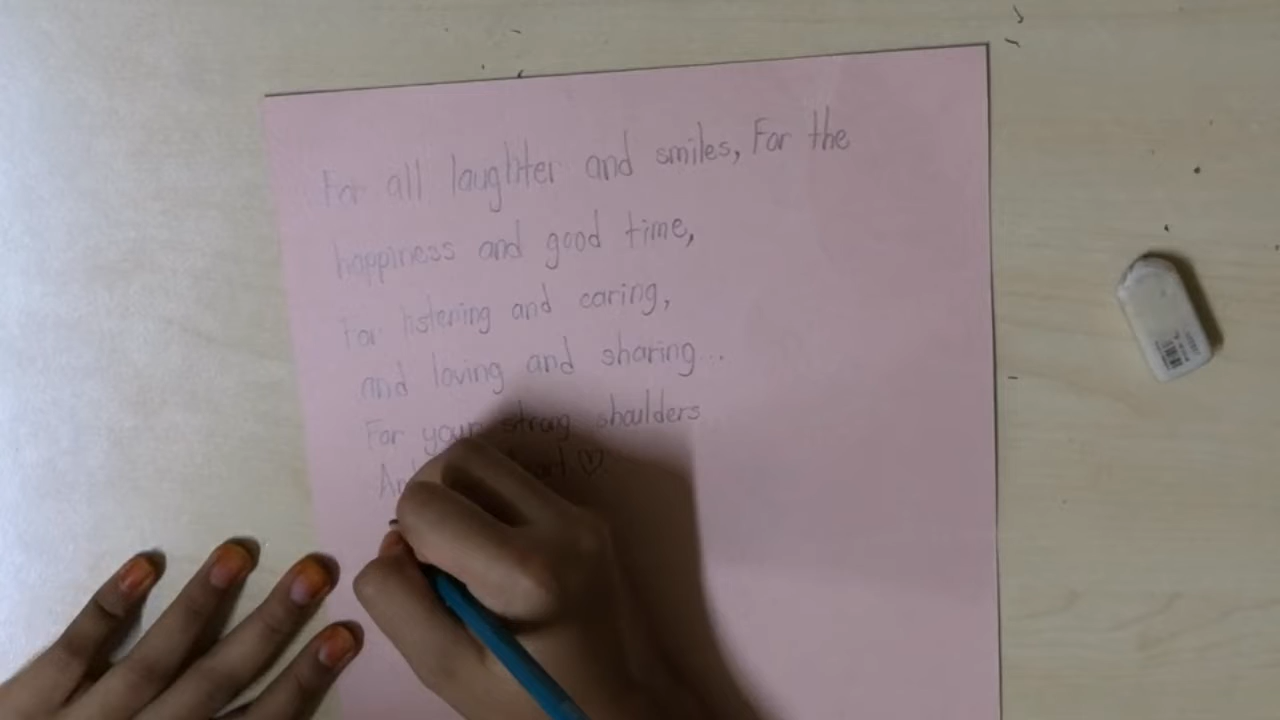 For all laughter and smiles, For the
happiness and good time,
For listening and caring,
and loving and sharing...
For your strong shoulders